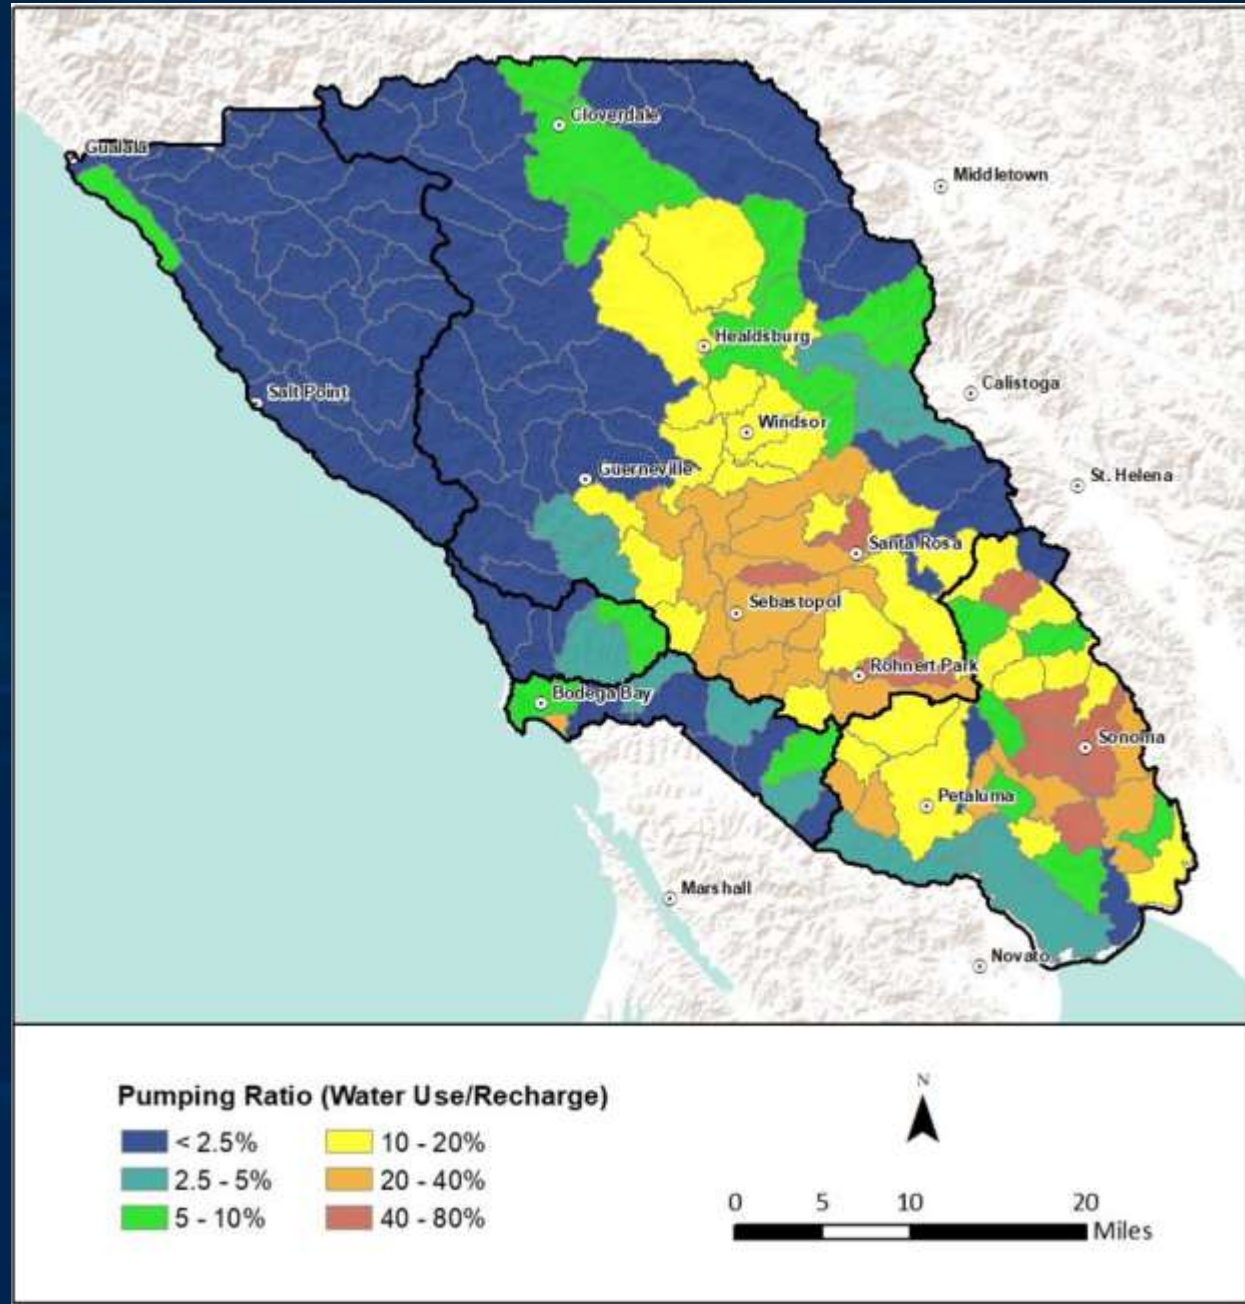 Cloverdale
Gualala
Middletown
Healdsburg
Calistoga
Salt Point
Windsor
Guerneville
St. Helena
Santa Rosa
Sebastopol
Rohnert Park
Bodega Bay
Sonoma
Petaluma
Marshall
Novato
Pumping Ratio (Water Use/Recharge)
< 2.5%
10 - 20%
2.5 - 5%
20 - 40%
5 - 10%
40 - 80%
N
0 5 10 20
Miles